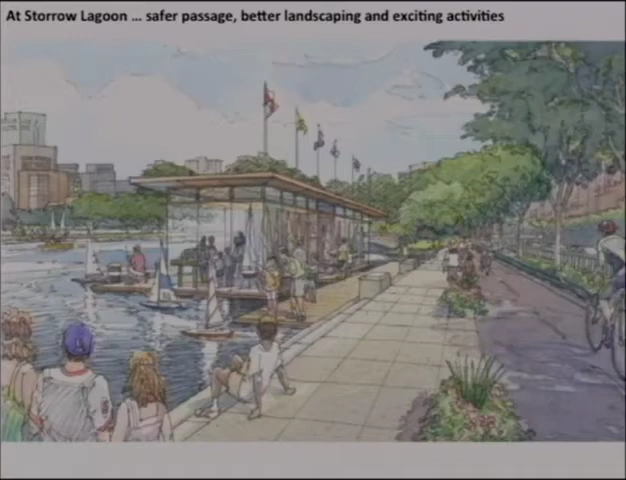 At Storrow Lagoon ... safer passage, better landscaping and exciting activities